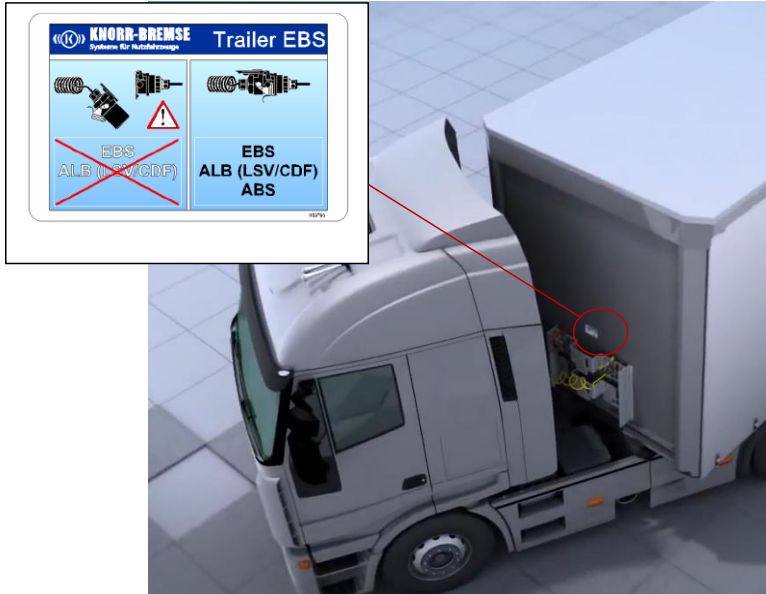 KNORR-BREMSE
Systeme für Nutzfahrzeuge
Trailer EBS
EBS
ALB (LSV/CDF)
EBS
ALB (LSV/CDF)
ABS